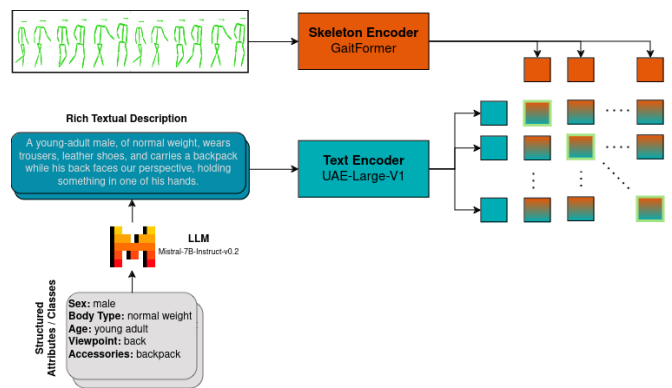 Skeleton Encoder
GaitFormer
Rich Textual Description
A young-adult male, of normal weight, wears
trousers, leather shoes, and carries a backpack
while his back faces our perspective, holding
something in one of his hands.
Text Encoder
UAE-Large-V1
LLM
Mistral-7B-Instruct-v0.2
Structured
Attributes / Classes
Sex: male
Body Type: normal weight
Age: young adult
Viewpoint: back
Accessories: backpack